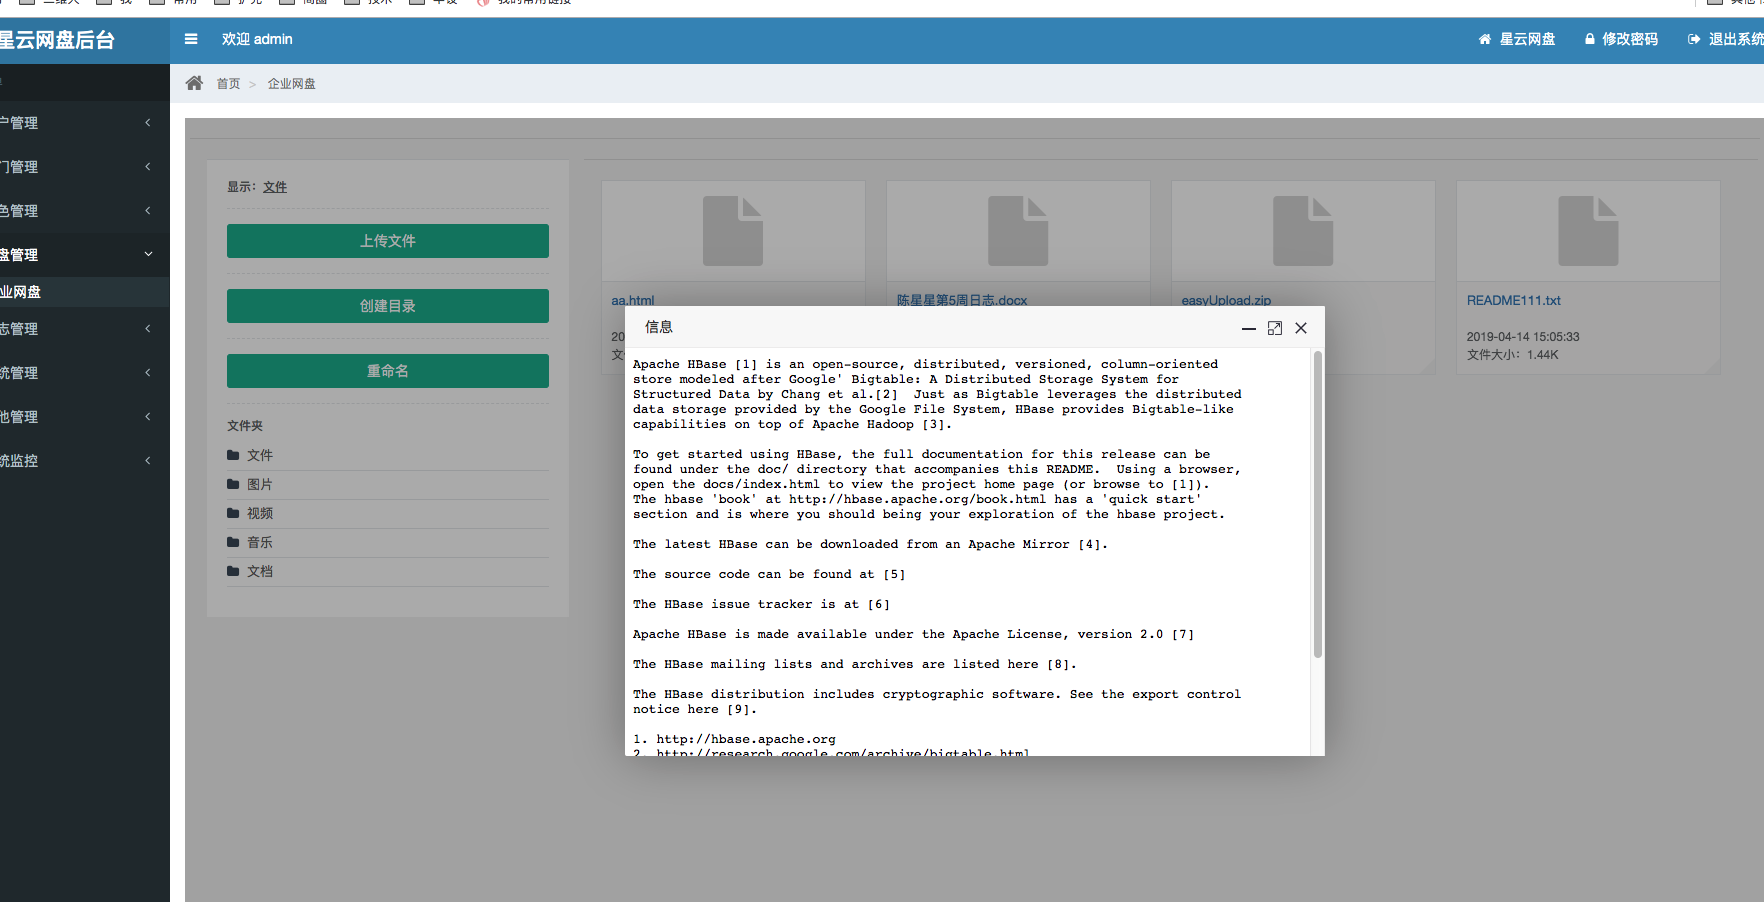 我的常用链接
星云网盘后台
欢迎 admin
星云网盘
修改密码
退出系统
首页 > 企业网盘
户管理
门管理
色管理
盘管理
业网盘
志管理
统管理
他管理
统监控
显示: 文件
上传文件
创建目录
重命名
文件夹
文件
图片
视频
音乐
文档
aa.html
陈星星第5周日志.docx
easyUpload.zip
README111.txt
20
文
2019-04-14 15:05:33
文件大小: 1.44K
信息
Apache HBase [1] is an open-source, distributed, versioned, column-oriented
store modeled after Google' Bigtable: A Distributed Storage System for
Structured Data by Chang et al.[2]  Just as Bigtable leverages the distributed
data storage provided by the Google File System, HBase provides Bigtable-like
capabilities on top of Apache Hadoop [3].
To get started using HBase, the full documentation for this release can be
found under the doc/ directory that accompanies this README.  Using a browser,
open the docs/index.html to view the project home page (or browse to [1]).
The hbase 'book' at http://hbase.apache.org/book.html has a 'quick start'
section and is where you should being your exploration of the hbase project.
The latest HBase can be downloaded from an Apache Mirror [4].
The source code can be found at [5]
The HBase issue tracker is at [6]
Apache HBase is made available under the Apache License, version 2.0 [7]
The HBase mailing lists and archives are listed here [8].
The HBase distribution includes cryptographic software. See the export control
notice here [9].
1. http://hbase.apache.org
2. http://research.google.com/archive/bigtable.html